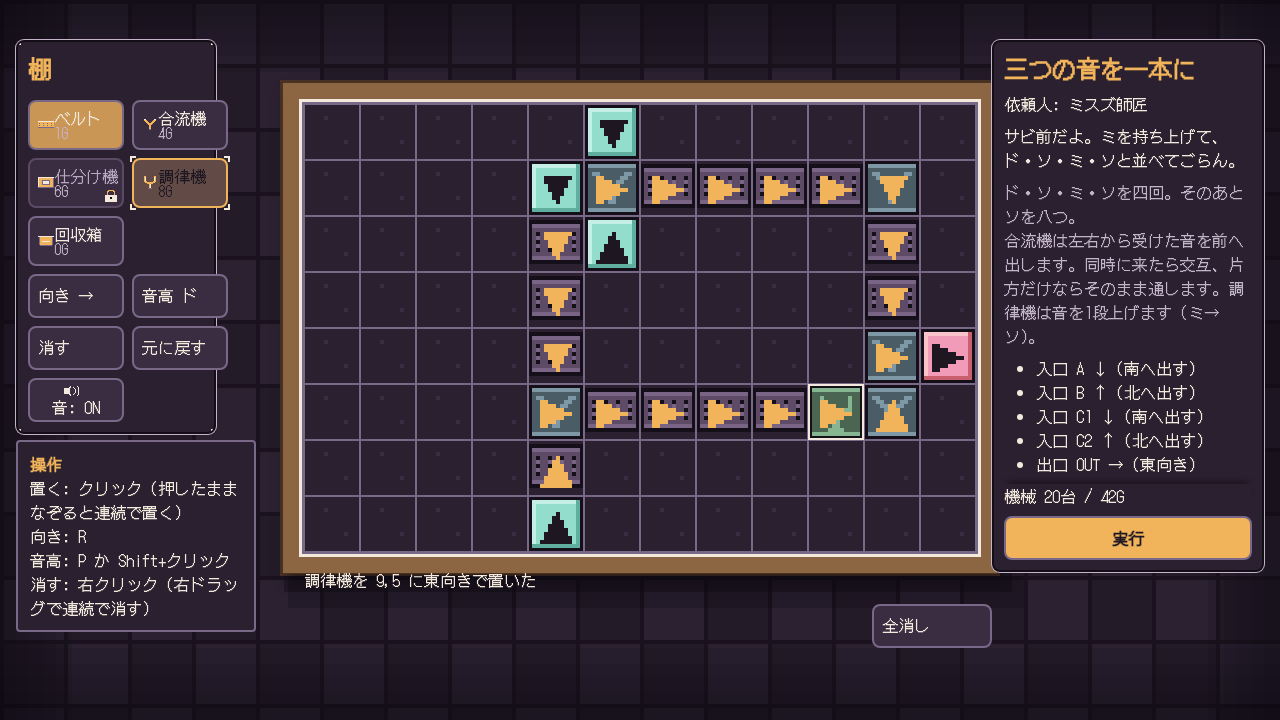 棚
ベルト
1G
合流機
4G
仕分け機
6G
調律機
8G
回収箱
0G
向き →
音高 ド
消す
元に戻す
音: ON
操作
置く: クリック (押したまま
なぞると連続で置く)
向き: R
音高: P か Shift+クリック
消す: 右クリック (右ドラッ
グで連続で消す)
調律機を 9,5 に東向きで置いた
全消し
三つの音を一本に
依頼人: ミスズ師匠
サビ前だよ。ミを持ち上げて、
ド・ソ・ミ・ソと並べてごらん。
ド・ソ・ミ・ソを四回。そのあと
ソを八つ。
合流機は左右から受けた音を前へ
出します。同時に来たら交互、片
方だけならそのまま通します。調
律機は音を1段上げます (ミ→
ソ)。
• 入口 A ↓ (南へ出す)
• 入口 B ↑ (北へ出す)
• 入口 C1 ↓ (南へ出す)
• 入口 C2 ↑ (北へ出す)
• 出口 OUT → (東向き)
機械 20台 / 42G
実行